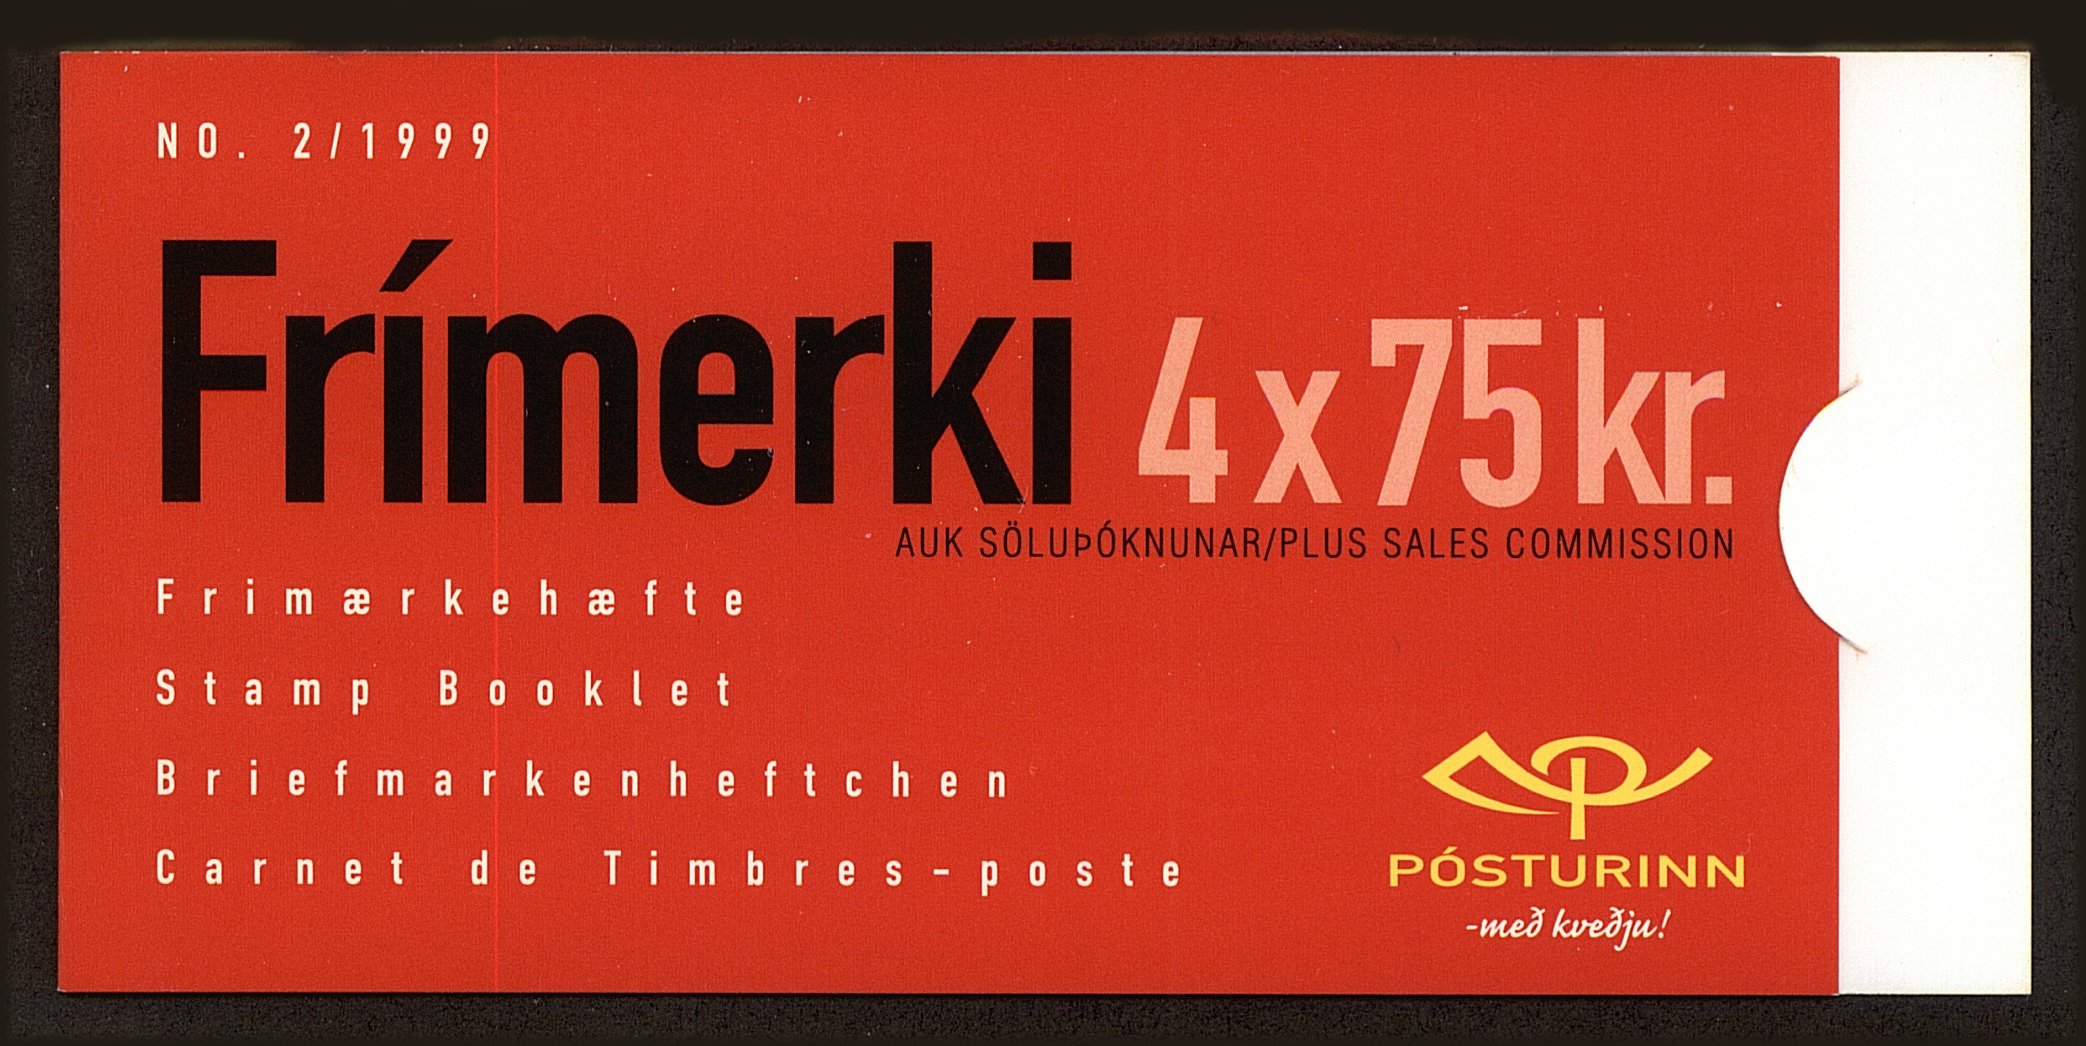 NO. 2/1999
Frímerki 4 x 75 kr.
AUK SÖLUÞÓKNUNAR/PLUS SALES COMMISSION
Frimærkehæfte
Stamp Booklet
Briefmarkenheftchen
Carnet de Timbres-poste
PÓSTURINN
-með kveðju!